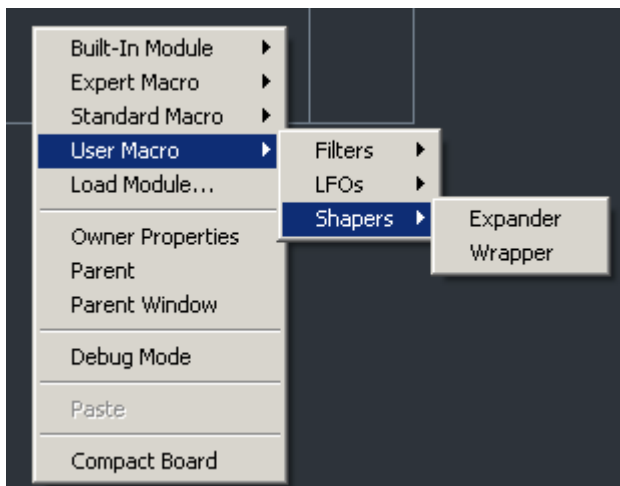 Built-In Module
Expert Macro
Standard Macro
User Macro
Load Module...
Owner Properties
Parent
Parent Window
Debug Mode
Paste
Compact Board
Filters
LFOs
Shapers
Expander
Wrapper